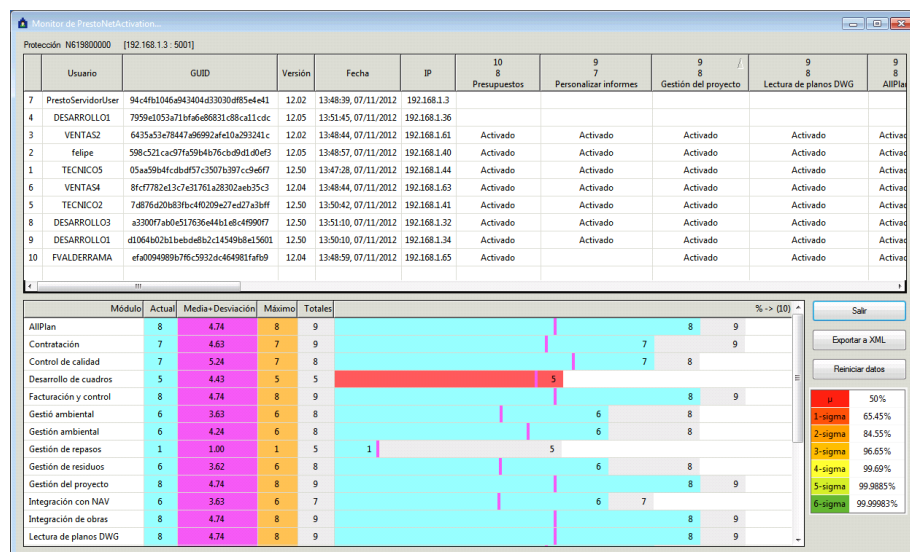 Monitor de PrestoNetActivation...
Protección N619800000 [192.168.1.3 : 5001]
Usuario GUID Versión Fecha IP 10 8 Presupuestos 9 7 Personalizar informes 9 8 Gestión del proyecto 9 8 Lectura de planos DWG 9 8 AllPlan
7 PrestoServidorUser 94c4fb1046a943404d33030df85e4e41 12.02 13:48:39, 07/11/2012 192.168.1.3
4 DESARROLLO1 7959e1053a71bfa6e86831c88ca11cdc 12.05 13:51:45, 07/11/2012 192.168.1.36
3 VENTAS2 6435a53e78447a96992afe10a293241c 12.02 13:48:44, 07/11/2012 192.168.1.61 Activado Activado Activado Activado Activad
2 felipe 598c521cac97fa59b4b76cbd9d1d0ef3 12.05 13:48:57, 07/11/2012 192.168.1.40 Activado Activado Activado Activado Activad
1 TECNICO5 05aa59b4fcdbdf57c3507b397cc9e6f7 12.50 13:47:28, 07/11/2012 192.168.1.44 Activado Activado Activado Activado Activad
6 VENTAS4 8fcf7782e13c7e31761a28302aeb35c3 12.04 13:48:44, 07/11/2012 192.168.1.63 Activado Activado Activado Activado Activad
5 TECNICO2 7d876d20b83fbc4f0209e27ed27a3bff 12.50 13:50:42, 07/11/2012 192.168.1.41 Activado Activado Activado Activado Activad
8 DESARROLLO3 a3300f7ab0e517636e44b1e8c4f990f7 12.50 13:51:10, 07/11/2012 192.168.1.32 Activado Activado Activado Activado Activad
9 DESARROLLO1 d1064b02b1bebde8b2c14549b8e15601 12.50 13:50:10, 07/11/2012 192.168.1.34 Activado Activado Activado Activado Activad
10 FVALDERRAMA efa0094989b7f6c5932dc464981fafb9 12.04 13:48:59, 07/11/2012 192.168.1.65 Activado Activado Activado Activad
Módulo Actual Media+Desviación Máximo Totales % -> (10)
AllPlan 8 4.74 8 9 8 9
Contratación 7 4.63 7 9 7 9
Control de calidad 7 5.24 7 8 7 8
Desarrollo de cuadros 5 4.43 5 5 5
Facturación y control 8 4.74 8 9 8 9
Gestió ambiental 6 3.63 6 8 6 8
Gestión ambiental 6 4.24 6 8 6 8
Gestión de repasos 1 1.00 1 5 1 5
Gestión de residuos 6 3.62 6 8 6 8
Gestión del proyecto 8 4.74 8 9 8 9
Integración con NAV 6 3.63 6 7 6 7
Integración de obras 8 4.74 8 9 8 9
Lectura de planos DWG 8 4.74 8 9 8 9
Salir
Exportar a XML
Reiniciar datos
μ 50%
1-sigma 65.45%
2-sigma 84.55%
3-sigma 96.65%
4-sigma 99.69%
5-sigma 99.9885%
6-sigma 99.99983%